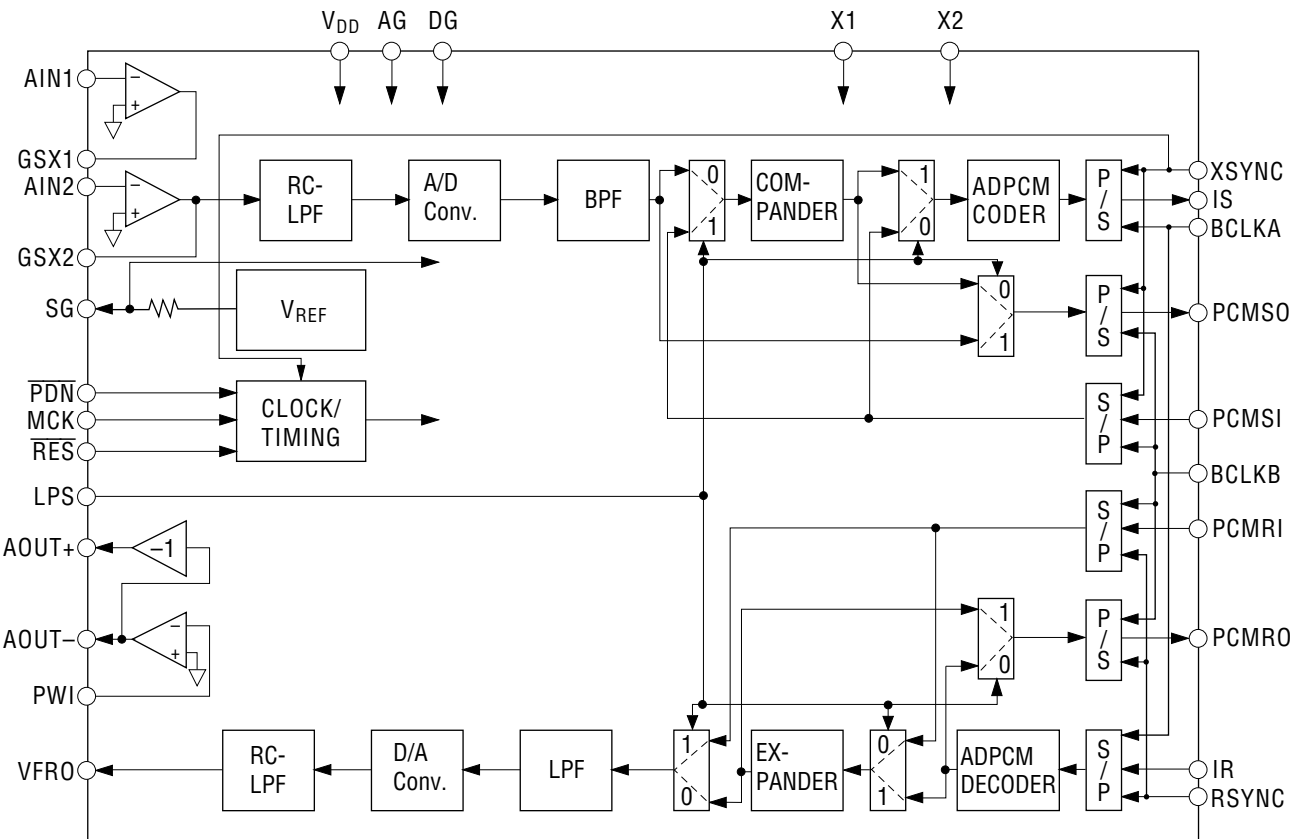 VDD AG DG X1 X2
AIN1
−
+
GSX1
AIN2
−
+
GSX2
RC-
LPF
A/D
Conv.
BPF
0
1
COM-
PANDER
1
0
ADPCM
CODER
P
/
S
XSYNC
IS
BCLKA
SG
VREF
0
1
P
/
S
PCMSO
PDN
MCK
RES
CLOCK/
TIMING
S
/
P
PCMSI
BCLKB
LPS
S
/
P
PCMRI
AOUT+
−1
AOUT−
−
+
PWI
1
0
P
/
S
PCMRO
VFRO
RC-
LPF
D/A
Conv.
LPF
1
0
EX-
PANDER
0
1
ADPCM
DECODER
S
/
P
IR
RSYNC